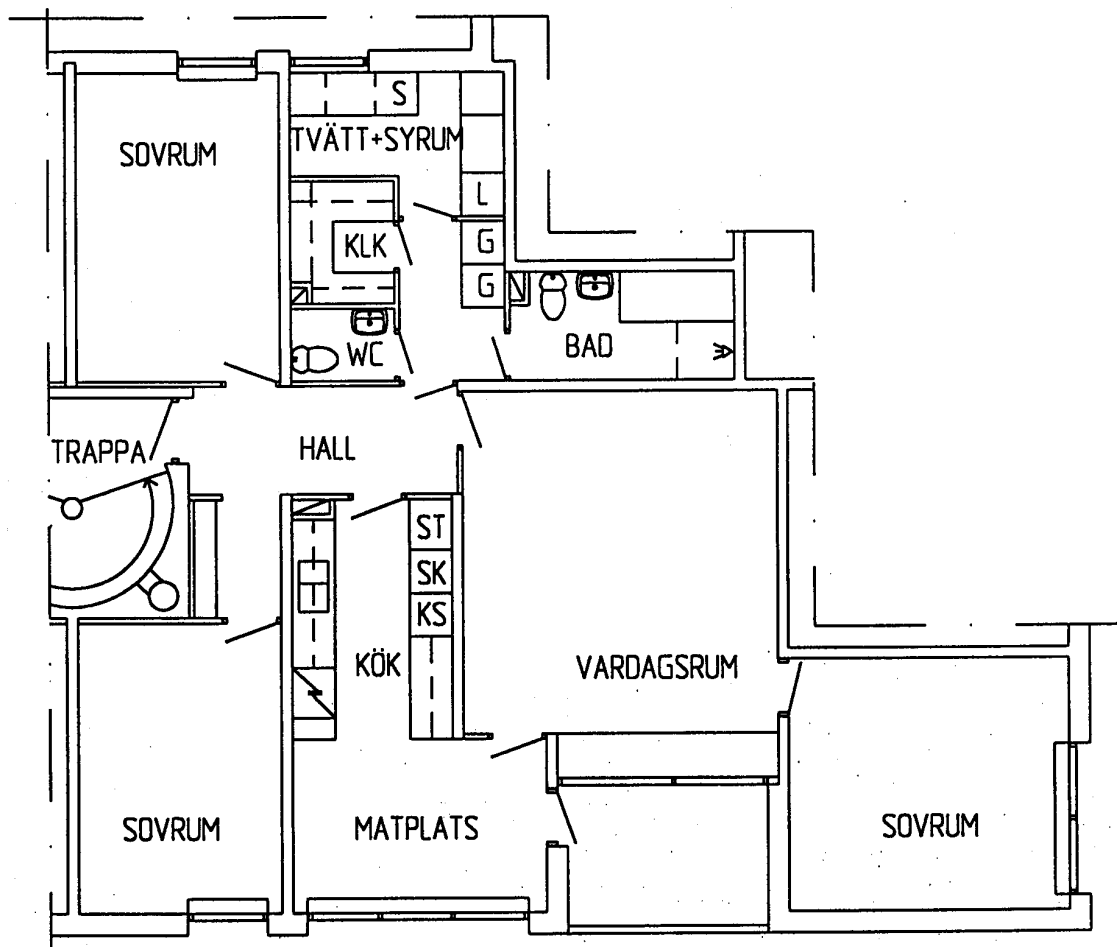 S
TVÄTT+SYRUM
SOVRUM
L
KLK
G
G
WC
BAD
TRAPPA
HALL
ST
SK
KS
KÖK
VARDAGSRUM
SOVRUM
MATPLATS
SOVRUM